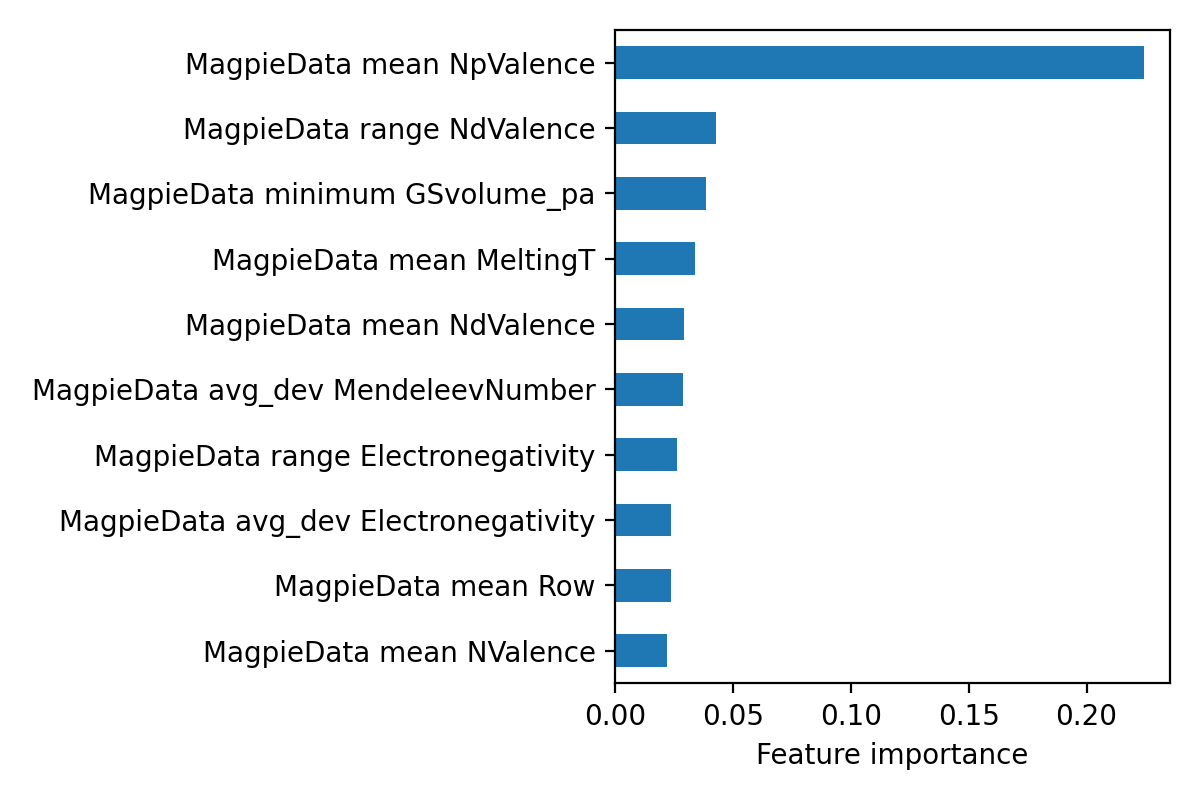 MagpieData mean NpValence
MagpieData range NdValence
MagpieData minimum GSvolume_pa
MagpieData mean MeltingT
MagpieData mean NdValence
MagpieData avg_dev MendeleevNumber
MagpieData range Electronegativity
MagpieData avg_dev Electronegativity
MagpieData mean Row
MagpieData mean NValence
0.00 0.05 0.10 0.15 0.20
Feature importance